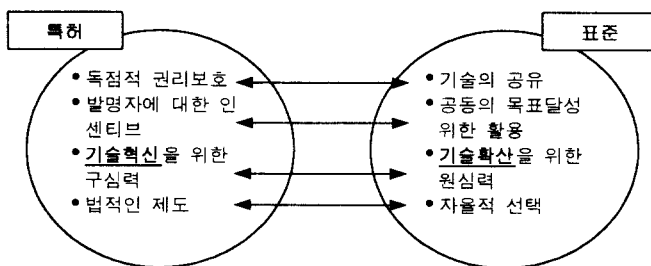 특허
표준
• 독점적 권리보호
• 발명자에 대한 인
센티브
• 기술혁신을 위한
구심력
• 법적인 제도
• 기술의 공유
• 공동의 목표달성
위한 활용
• 기술확산을 위한
원심력
• 자율적 선택